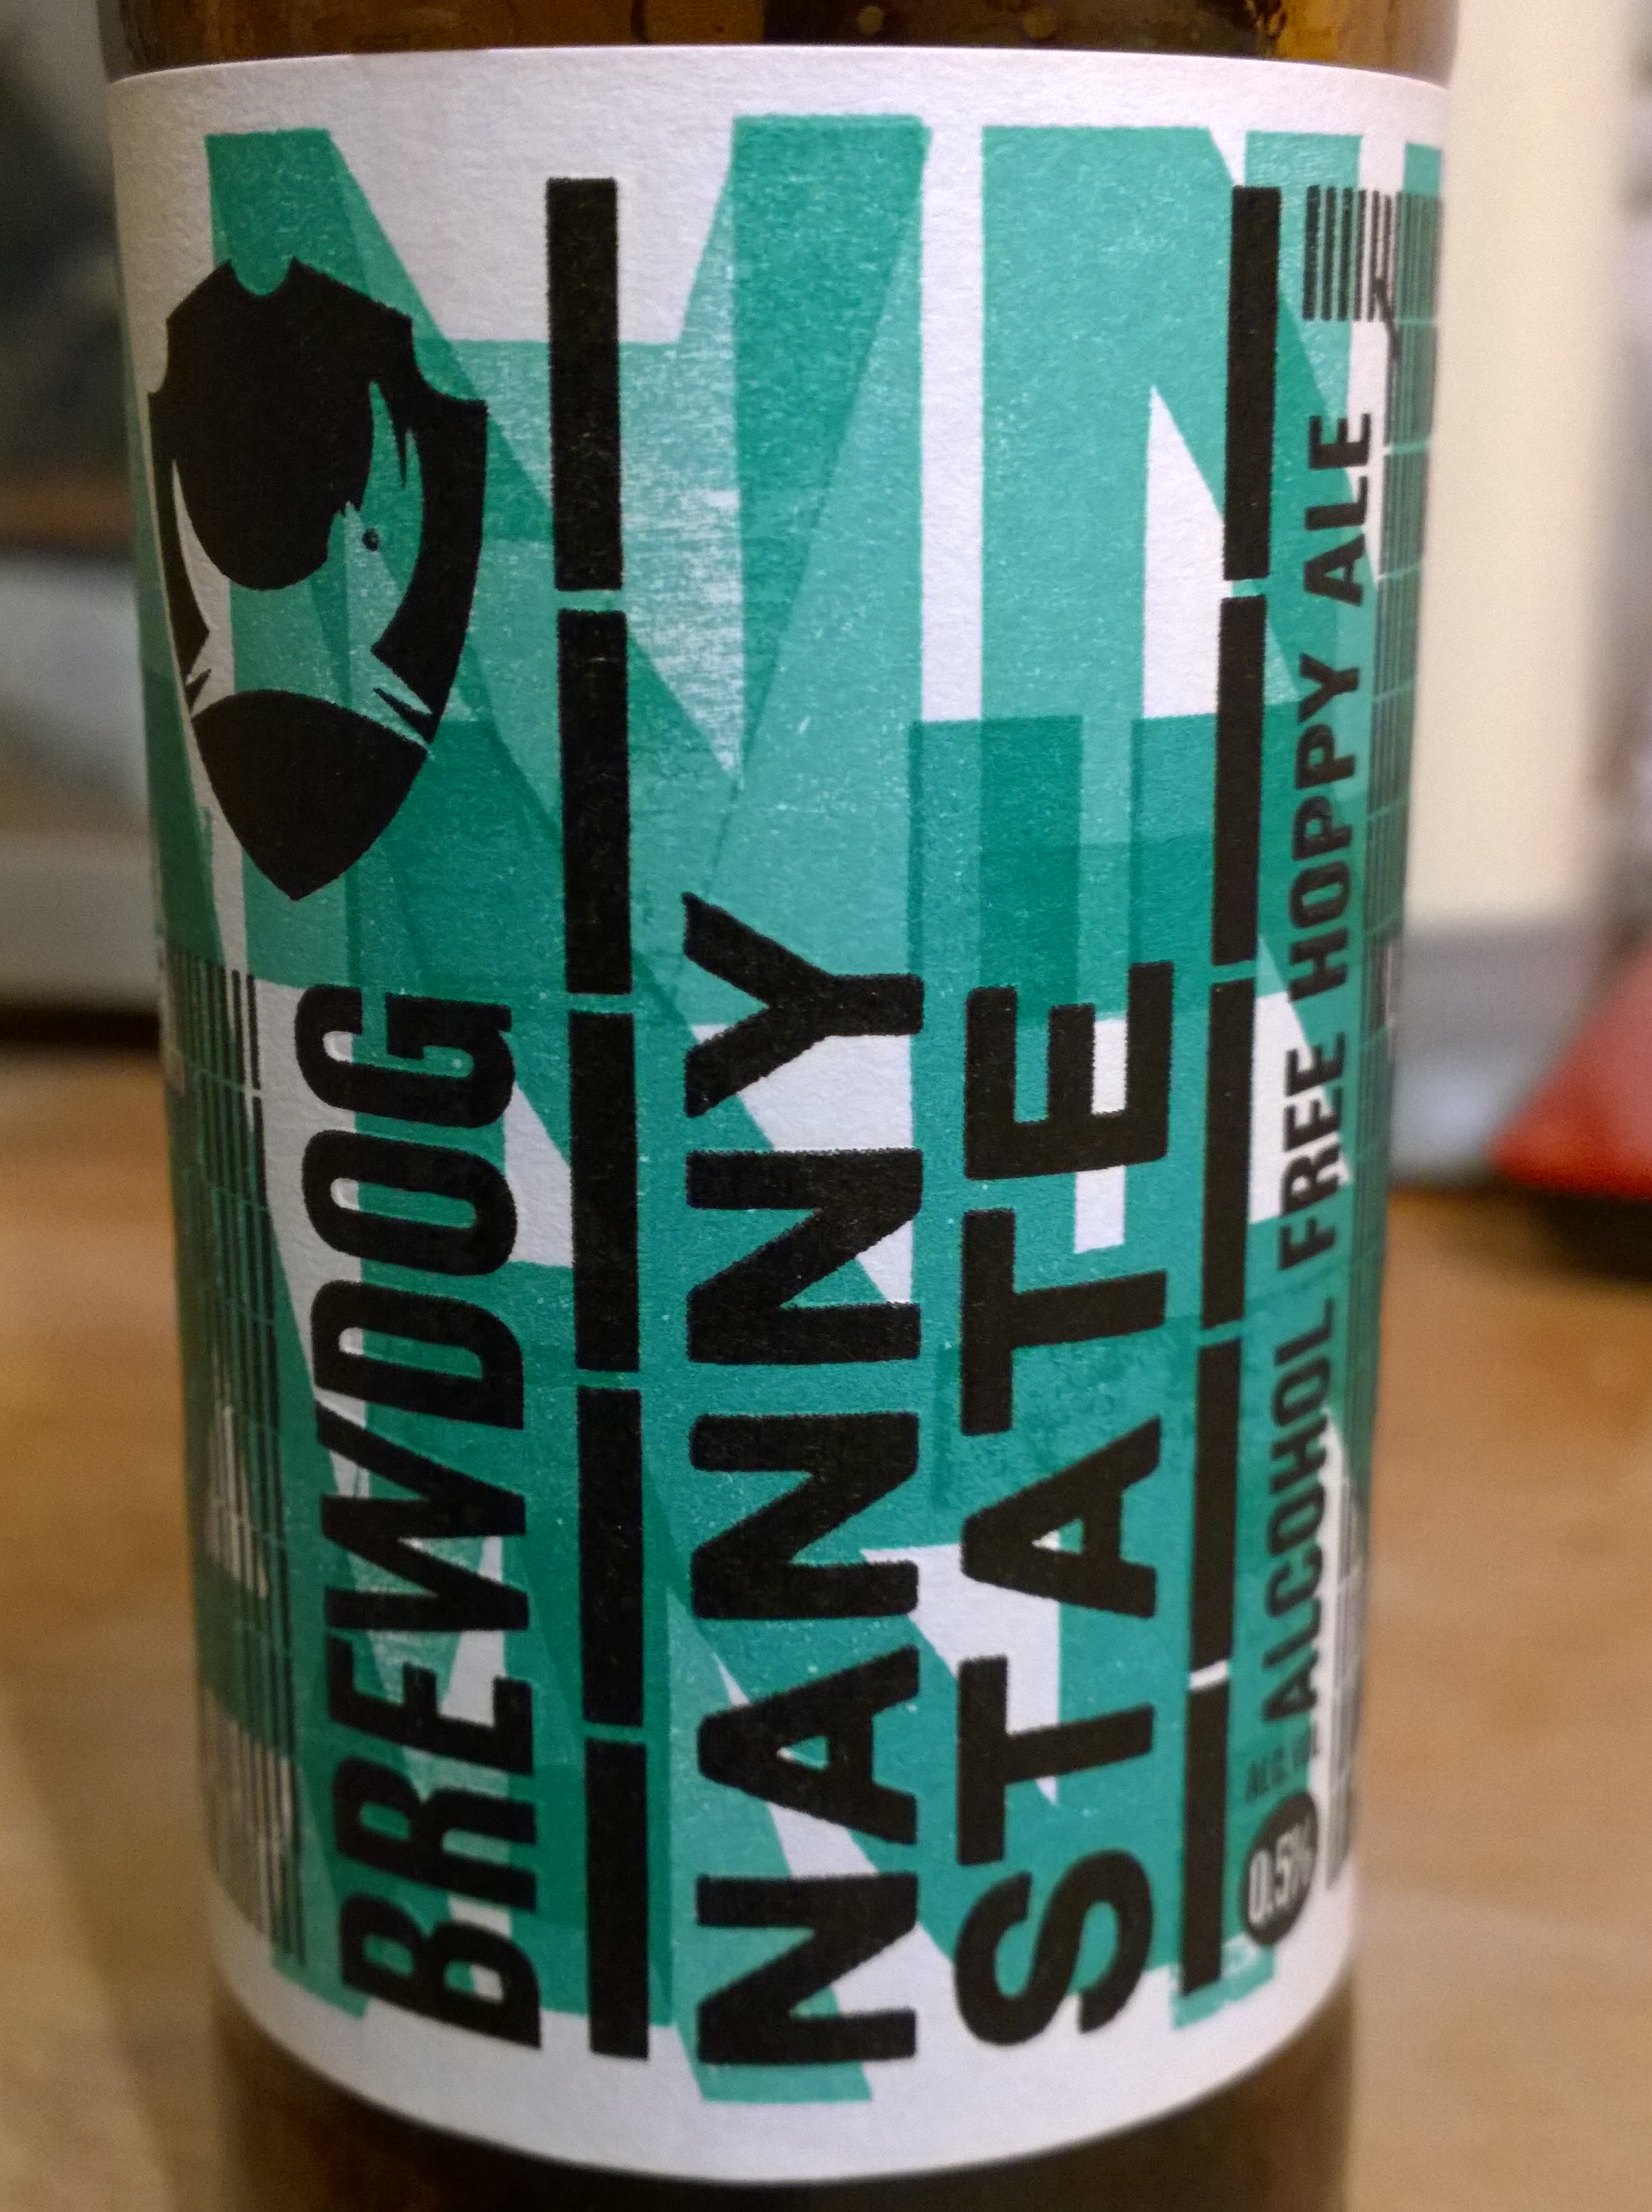 BREWDOG
NANNY
STATE
0.5% ALCOHOL FREE HOPPY ALE